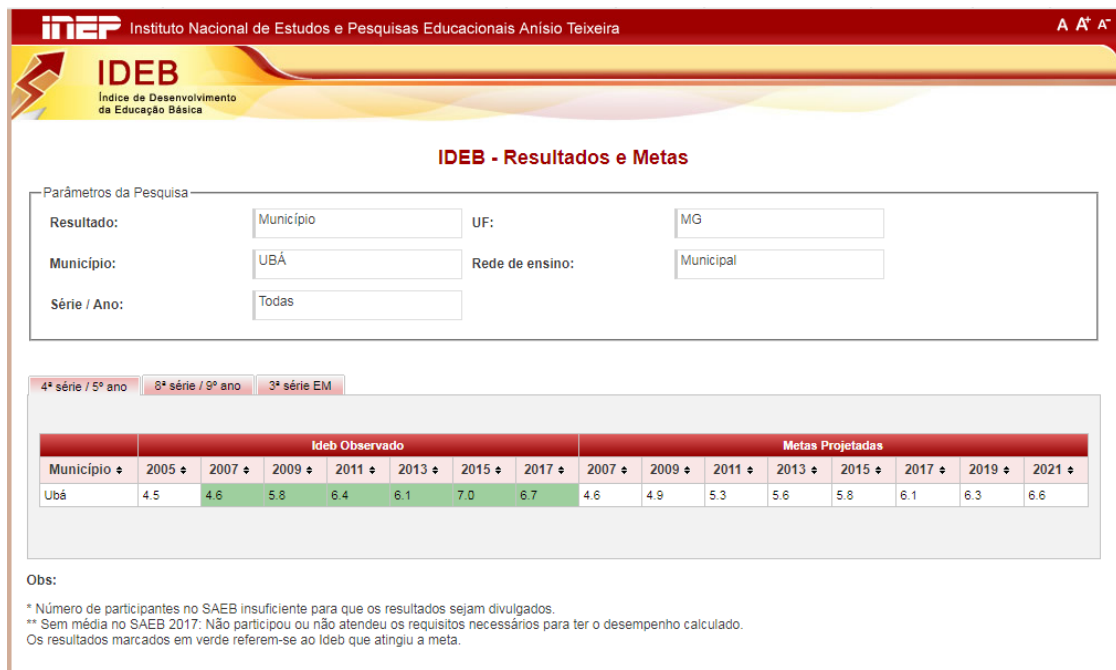 inep Instituto Nacional de Estudos e Pesquisas Educacionais Anísio Teixeira A A+ A-
IDEB
Índice de Desenvolvimento
da Educação Básica
IDEB - Resultados e Metas
Parâmetros da Pesquisa
Resultado: Município UF: MG
Município: UBÁ Rede de ensino: Municipal
Série / Ano: Todas
4ª série / 5º ano 8ª série / 9º ano 3ª série EM
Ideb Observado Metas Projetadas
Município 2005 2007 2009 2011 2013 2015 2017 2007 2009 2011 2013 2015 2017 2019 2021
Ubá 4.5 4.6 5.8 6.4 6.1 7.0 6.7 4.6 4.9 5.3 5.6 5.8 6.1 6.3 6.6
Obs:
* Número de participantes no SAEB insuficiente para que os resultados sejam divulgados.
** Sem média no SAEB 2017: Não participou ou não atendeu os requisitos necessários para ter o desempenho calculado.
Os resultados marcados em verde referem-se ao Ideb que atingiu a meta.